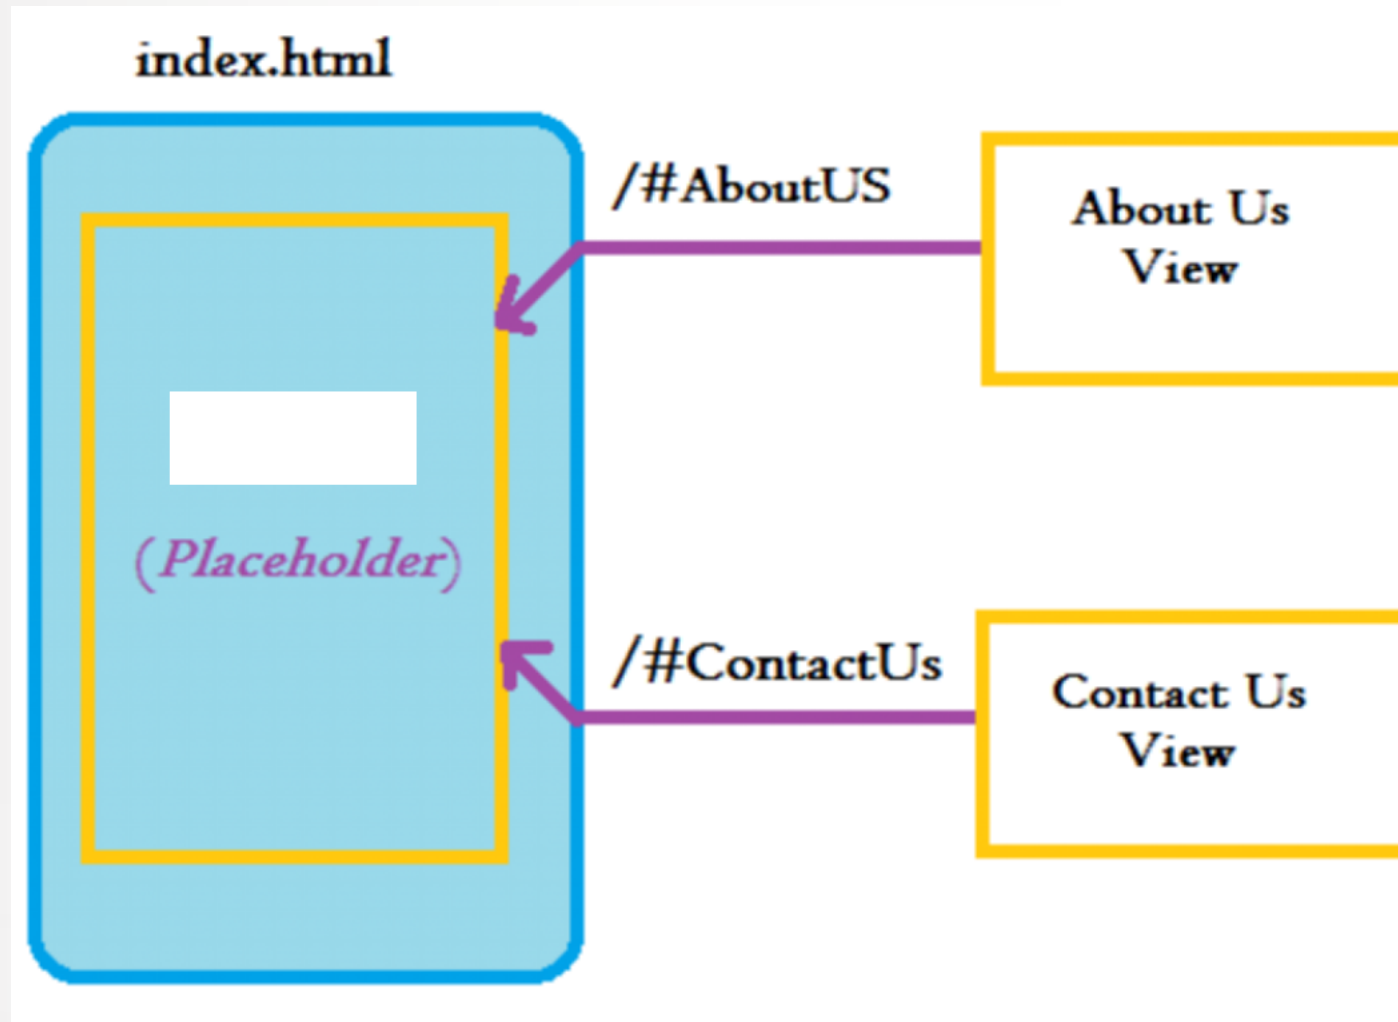 index.html
/#AboutUS
About Us
View
(Placeholder)
/#ContactUs
Contact Us
View